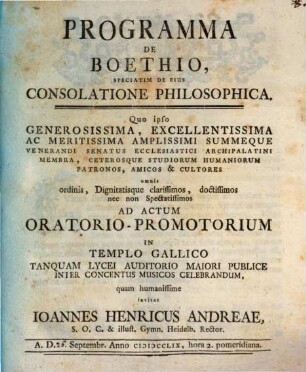 PROGRAMMA
DE
BOETHIO,
SPECIATIM DE EIUS
CONSOLATIONE PHILOSOPHICA.
Quo ipso
GENEROSISSIMA, EXCELLENTISSIMA
AC MERITISSIMA AMPLISSIMI SUMMEQUE
VENERANDI SENATUS ECCLESIASTICI ARCHIPALATINI
MEMBRA, CETEROSQUE STUDIORUM HUMANIORUM
PATRONOS, AMICOS & CULTORES
omnis
ordinis, Dignitatisque clarissimos, doctissimos
nec non Spectatissimos
AD ACTUM
ORATORIO-PROMOTORIUM
IN
TEMPLO GALLICO
TANQUAM LYCEI AUDITORIO MAIORI PUBLICE
INTER CONCENTUS MUSICOS CELEBRANDUM,
quam humanissime
invitat
IOANNES HENRICUS ANDREAE,
S. O. C. & illust. Gymn. Heidelb. Rector.
A. D. Septembr. Anno CIↃIↃCCLIX, hora 2. pomeridiana.